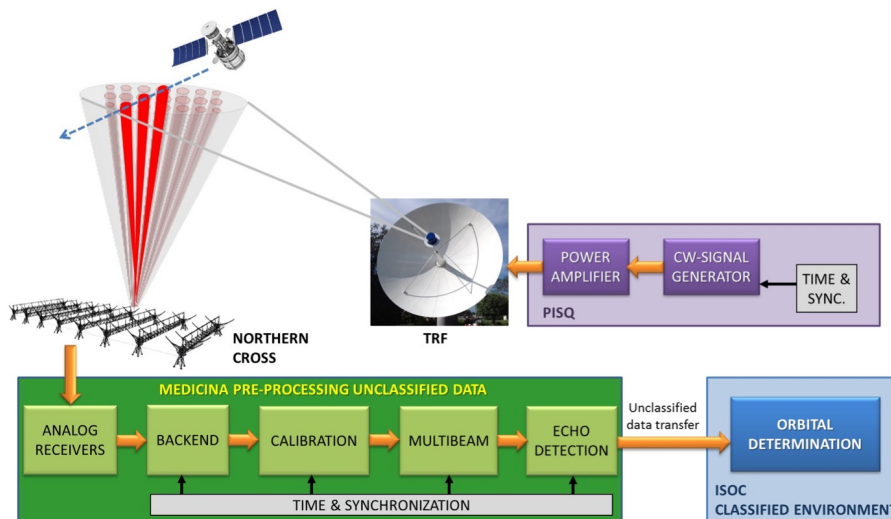 POWER
AMPLIFIER
CW-SIGNAL
GENERATOR
TIME &
SYNC.
PISQ
TRF
NORTHERN
CROSS
MEDICINA PRE-PROCESSING UNCLASSIFIED DATA
ANALOG
RECEIVERS
BACKEND
CALIBRATION
MULTIBEAM
ECHO
DETECTION
TIME & SYNCHRONIZATION
Unclassified
data transfer
ORBITAL
DETERMINATION
ISOC
CLASSIFIED ENVIRONMENT